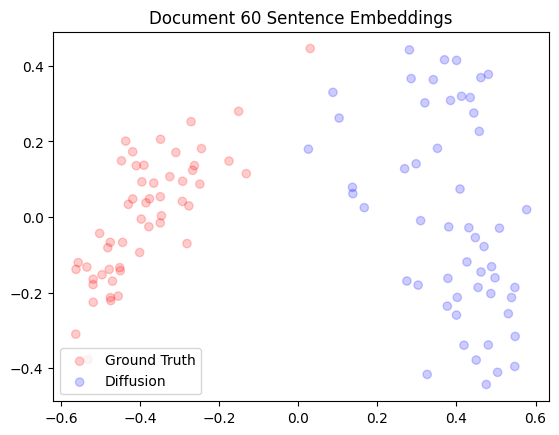 Document 60 Sentence Embeddings
0.4
0.2
0.0
−0.2
−0.4
Ground Truth
Diffusion
−0.6 −0.4 −0.2 0.0 0.2 0.4 0.6